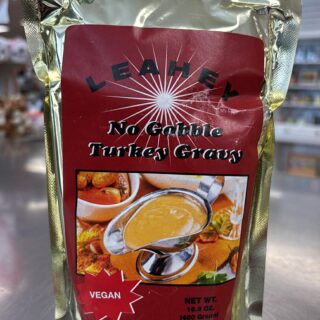 LEAHEY
No Gobble
Turkey Gravy
VEGAN
NET WT.